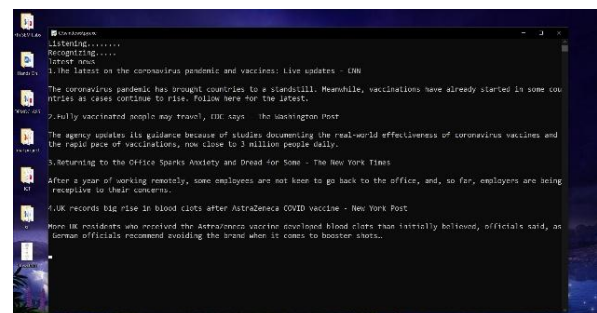 Listening........
Recognizing.....
latest news
1.The latest on the coronavirus pandemic and vaccines: Live updates - CNN
The coronavirus pandemic has brought countries to a standstill. Meanwhile, vaccinations have already started in some cou
ntries as cases continue to rise. Follow here for the latest.
2.Fully vaccinated people may travel, CDC says - The Washington Post
The agency updates its guidance because of studies documenting the real-world effectiveness of coronavirus vaccines and
the rapid pace of vaccinations, now close to 3 million people daily.
3.Returning to the Office Sparks Anxiety and Dread for Some - The New York Times
After a year of working remotely, some employees are not keen to go back to the office, and, so far, employers are being
receptive to their concerns.
4.UK records big rise in blood clots after AstraZeneca COVID vaccine - New York Post
More UK residents who received the AstraZeneca vaccine developed blood clots than initially believed, officials said, as
German officials recommend avoiding the brand when it comes to booster shots..